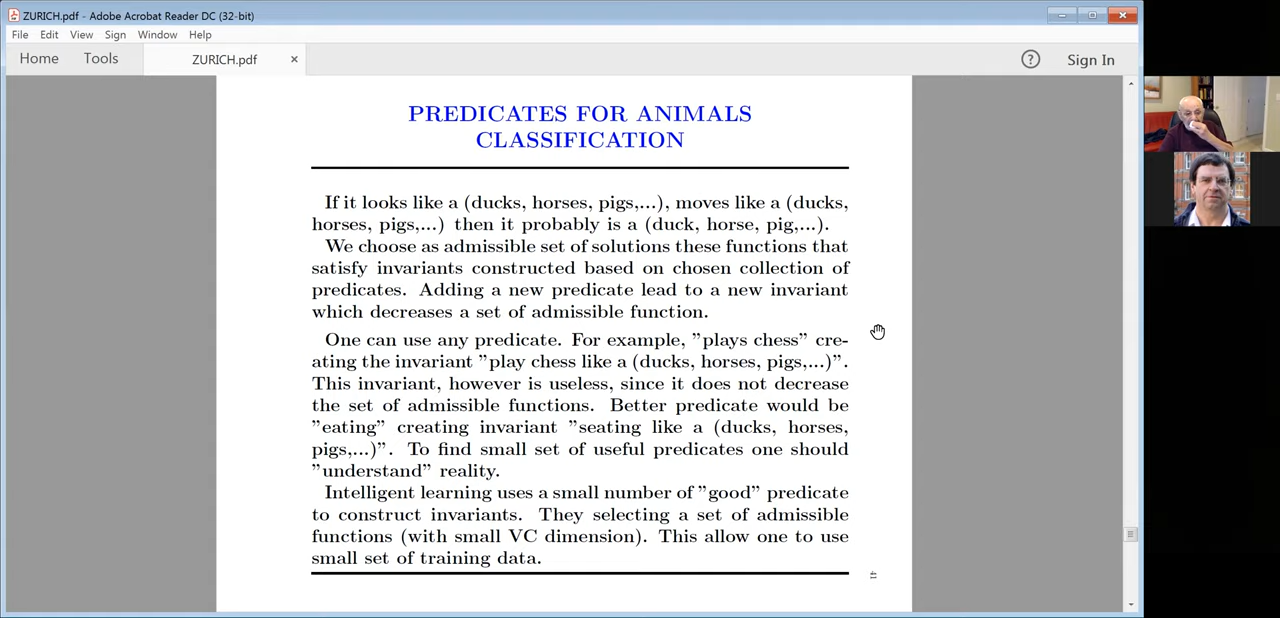 ZURICH.pdf - Adobe Acrobat Reader DC (32-bit)
File Edit View Sign Window Help
Home Tools ZURICH.pdf × ? Sign In
PREDICATES FOR ANIMALS
CLASSIFICATION
If it looks like a (ducks, horses, pigs,...), moves like a (ducks,
horses, pigs,...) then it probably is a (duck, horse, pig,...).
We choose as admissible set of solutions these functions that
satisfy invariants constructed based on chosen collection of
predicates. Adding a new predicate lead to a new invariant
which decreases a set of admissible function.
One can use any predicate. For example, ”plays chess” cre-
ating the invariant ”play chess like a (ducks, horses, pigs,...)”.
This invariant, however is useless, since it does not decrease
the set of admissible functions. Better predicate would be
”eating” creating invariant ”seating like a (ducks, horses,
pigs,...)”. To find small set of useful predicates one should
”understand” reality.
Intelligent learning uses a small number of ”good” predicate
to construct invariants. They selecting a set of admissible
functions (with small VC dimension). This allow one to use
small set of training data.